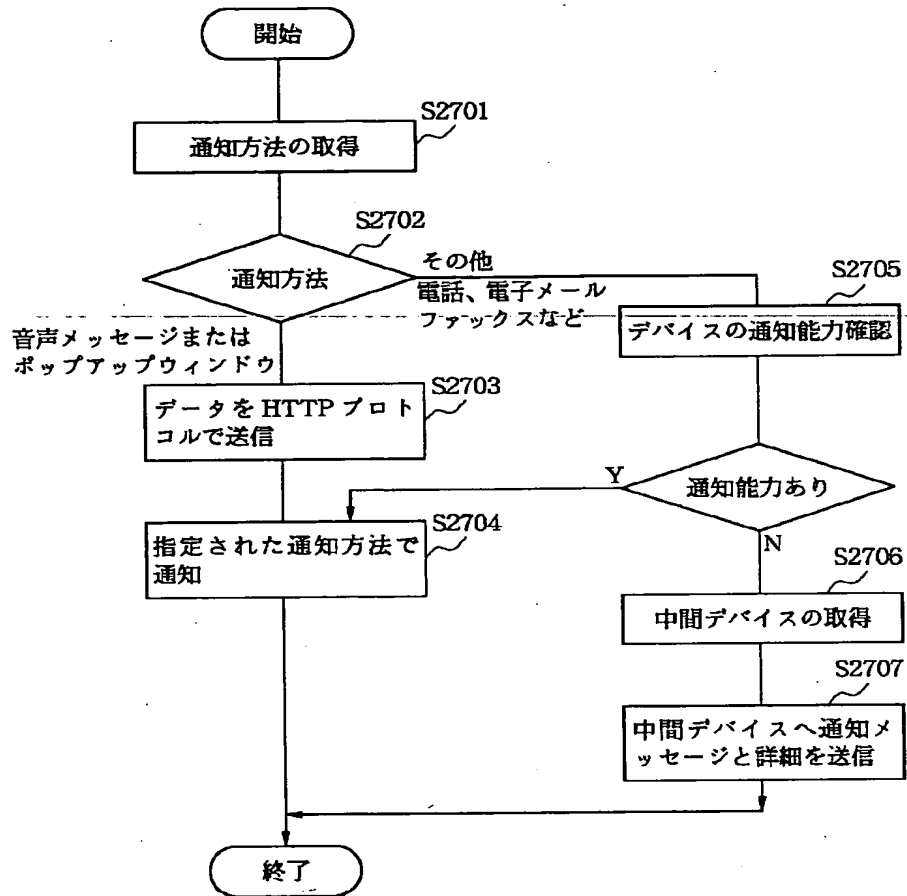 開始
S2701
通知方法の取得
S2702
通知方法
その他
電話、電子メール
ファックスなど
S2705
デバイスの通知能力確認
音声メッセージまたは
ポップアップウィンドウ
S2703
データを HTTP プロト
コルで送信
通知能力あり
Y
N
S2704
指定された通知方法で
通知
S2706
中間デバイスの取得
S2707
中間デバイスへ通知メ
ッセージと詳細を送信
終了